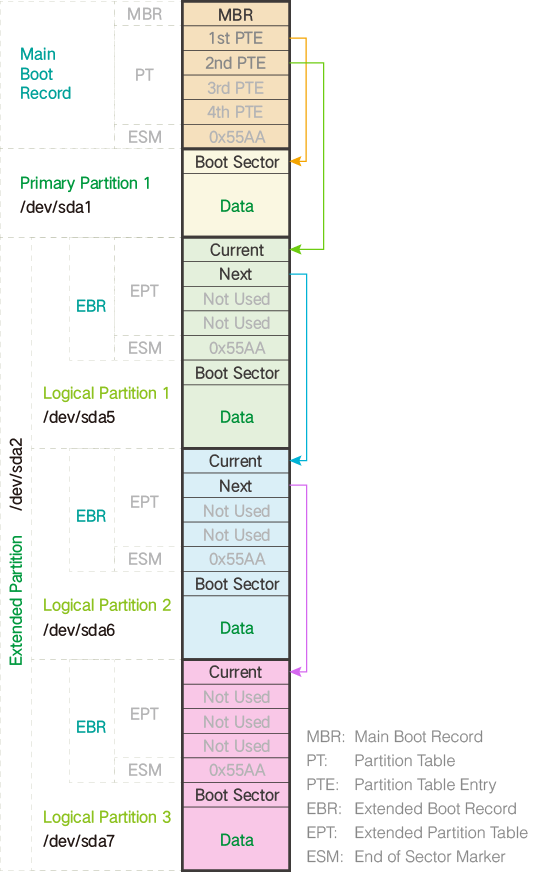 MBR
MBR
Main
Boot
Record
PT
1st PTE
2nd PTE
3rd PTE
4th PTE
ESM
0x55AA
Boot Sector
Primary Partition 1
/dev/sda1
Data
Extended Partition /dev/sda2
Current
EBR
EPT
Next
Not Used
Not Used
ESM
0x55AA
Boot Sector
Logical Partition 1
/dev/sda5
Data
Current
EBR
EPT
Next
Not Used
Not Used
ESM
0x55AA
Boot Sector
Logical Partition 2
/dev/sda6
Data
Current
EBR
EPT
Not Used
Not Used
Not Used
ESM
0x55AA
Boot Sector
Logical Partition 3
/dev/sda7
Data
MBR: Main Boot Record
PT: Partition Table
PTE: Partition Table Entry
EBR: Extended Boot Record
EPT: Extended Partition Table
ESM: End of Sector Marker